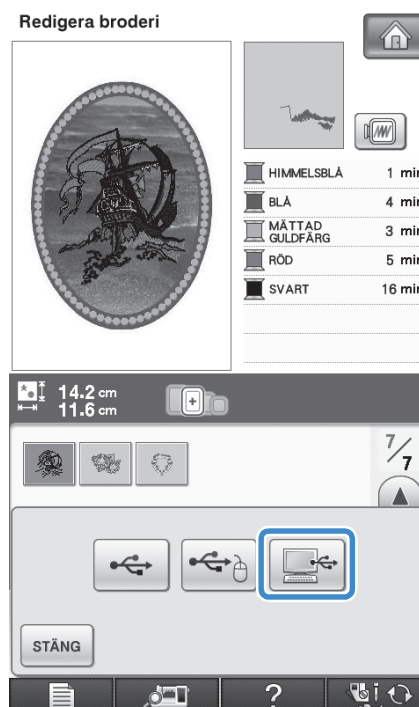 Redigera broderi
HIMMELSBLÅ 1 min
BLÅ 4 min
MÄTTAD GULDFÄRG 3 min
RÖD 5 min
SVART 16 min
14.2 cm
11.6 cm
7/7
STÄNG
?